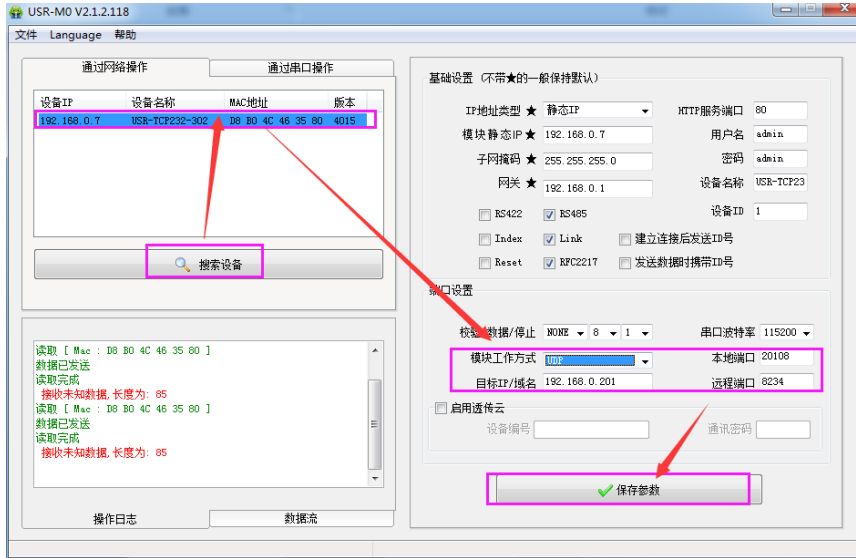 USR-M0 V2.1.2.118
文件 Language 帮助
通过网络操作 通过串口操作
设备IP 设备名称 MAC地址 版本
192.168.0.7 USR-TCP232-302 D8 B0 4C 46 35 80 4015
搜索设备
读取 [ Mac : D8 B0 4C 46 35 80 ]
数据已发送
读取完成
接收未知数据,长度为: 85
读取 [ Mac : D8 B0 4C 46 35 80 ]
数据已发送
读取完成
接收未知数据,长度为: 85
操作日志 数据流
基础设置 (不带★的一般保持默认)
IP地址类型 ★ 静态IP HTTP服务端口 80
模块静态IP ★ 192.168.0.7 用户名 admin
子网掩码 ★ 255.255.255.0 密码 admin
网关 ★ 192.168.0.1 设备名称 USR-TCP23
RS422 RS485 设备ID 1
Index Link 建立连接后发送ID号
Reset RFC2217 发送数据时携带ID号
端口设置
校验/数据/停止 NONE 8 1 串口波特率 115200
模块工作方式 UDP 本地端口 20108
目标IP/域名 192.168.0.201 远程端口 8234
启用透传云
设备编号 通讯密码
保存参数